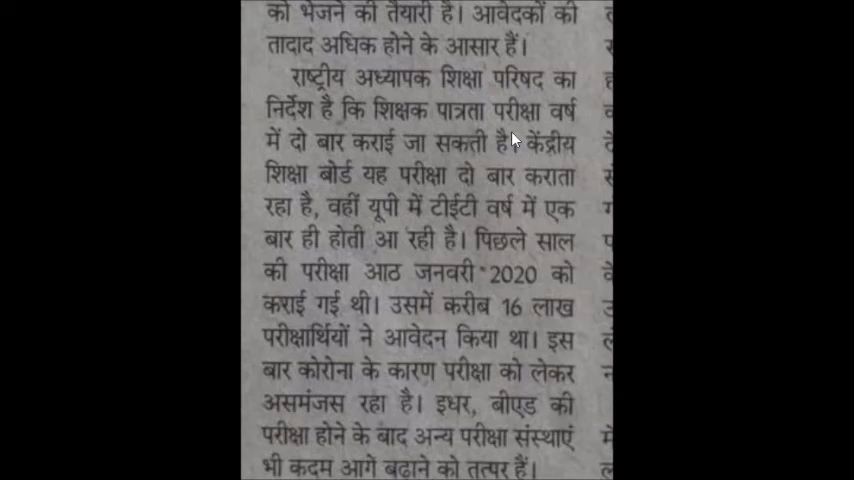 को भेजने की तैयारी है। आवेदकों की
तादाद अधिक होने के आसार हैं।
राष्ट्रीय अध्यापक शिक्षा परिषद का
निर्देश है कि शिक्षक पात्रता परीक्षा वर्ष
में दो बार कराई जा सकती है। केंद्रीय
शिक्षा बोर्ड यह परीक्षा दो बार कराता
रहा है, वहीं यूपी में टीईटी वर्ष में एक
बार ही होती आ रही है। पिछले साल
की परीक्षा आठ जनवरी 2020 को
कराई गई थी। उसमें करीब 16 लाख
परीक्षार्थियों ने आवेदन किया था। इस
बार कोरोना के कारण परीक्षा को लेकर
असमंजस रहा है। इधर, बीएड की
परीक्षा होने के बाद अन्य परीक्षा संस्थाएं
भी कदम आगे बढ़ाने को तत्पर हैं।